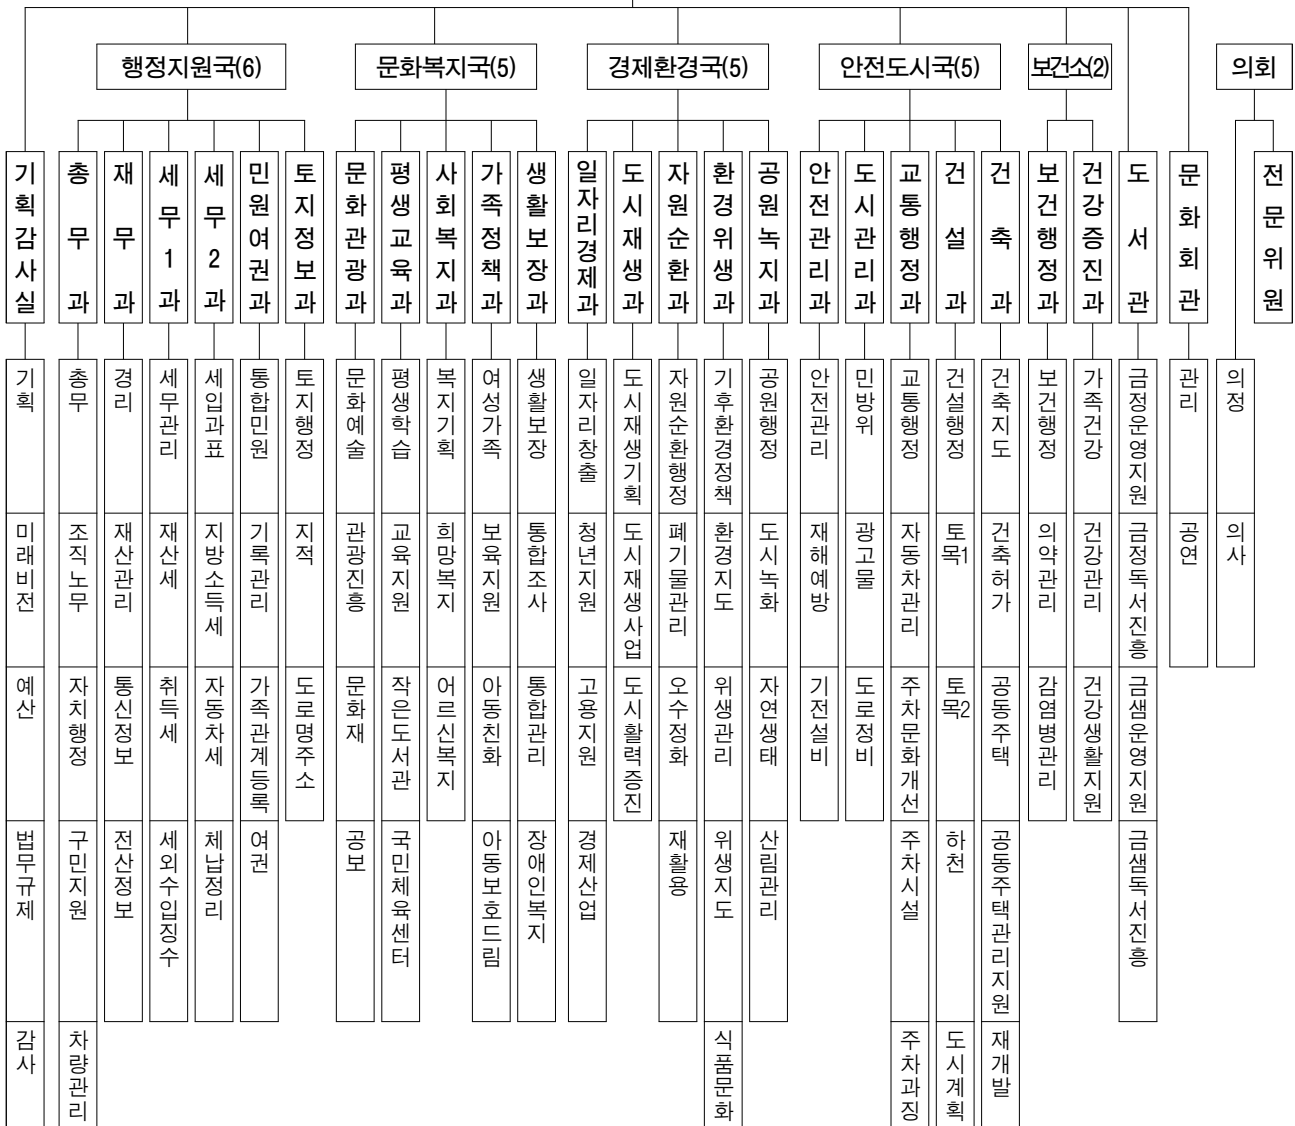 행정지원국(6)
문화복지국(5)
경제환경국(5)
안전도시국(5)
보건소(2)
의회
기획감사실
총무과
재무과
세무1과
세무2과
민원여권과
토지정보과
문화관광과
평생교육과
사회복지과
가족정책과
생활보장과
일자리경제과
도시재생과
자원순환과
환경위생과
공원녹지과
안전관리과
도시관리과
교통행정과
건설과
건축과
보건행정과
건강증진과
도서관
문화회관
전문위원
기획
총무
경리
세무관리
세입과표
통합민원
토지행정
문화예술
평생학습
복지기획
여성가족
생활보장
일자리창출
도시재생기획
자원순환행정
기후환경정책
공원행정
안전관리
민방위
교통행정
건설행정
건축지도
보건행정
가족건강
금정운영지원
관리
의정
미래비전
조직노무
재산관리
재산세
지방소득세
기록관리
지적
관광진흥
교육지원
희망복지
보육지원
통합조사
청년지원
도시재생사업
폐기물관리
환경지도
도시녹화
재해예방
광고물
자동차관리
토목1
건축허가
의약관리
건강관리
금정독서진흥
공연
의사
예산
자치행정
통신정보
취득세
자동차세
가족관계등록
도로명주소
문화재
작은도서관
어르신복지
아동친화
통합관리
고용지원
도시활력증진
오수정화
위생관리
자연생태
기전설비
도로정비
주차문화개선
토목2
공동주택
감염병관리
건강생활지원
금샘운영지원
법무규제
구민지원
전산정보
세외수입징수
체납정리
여권
공보
국민체육센터
아동보호드림
장애인복지
경제산업
재활용
위생지도
산림관리
주차시설
하천
공동주택관리지원
금샘독서진흥
감사
차량관리
식품문화
주차과징
도시계획
재개발